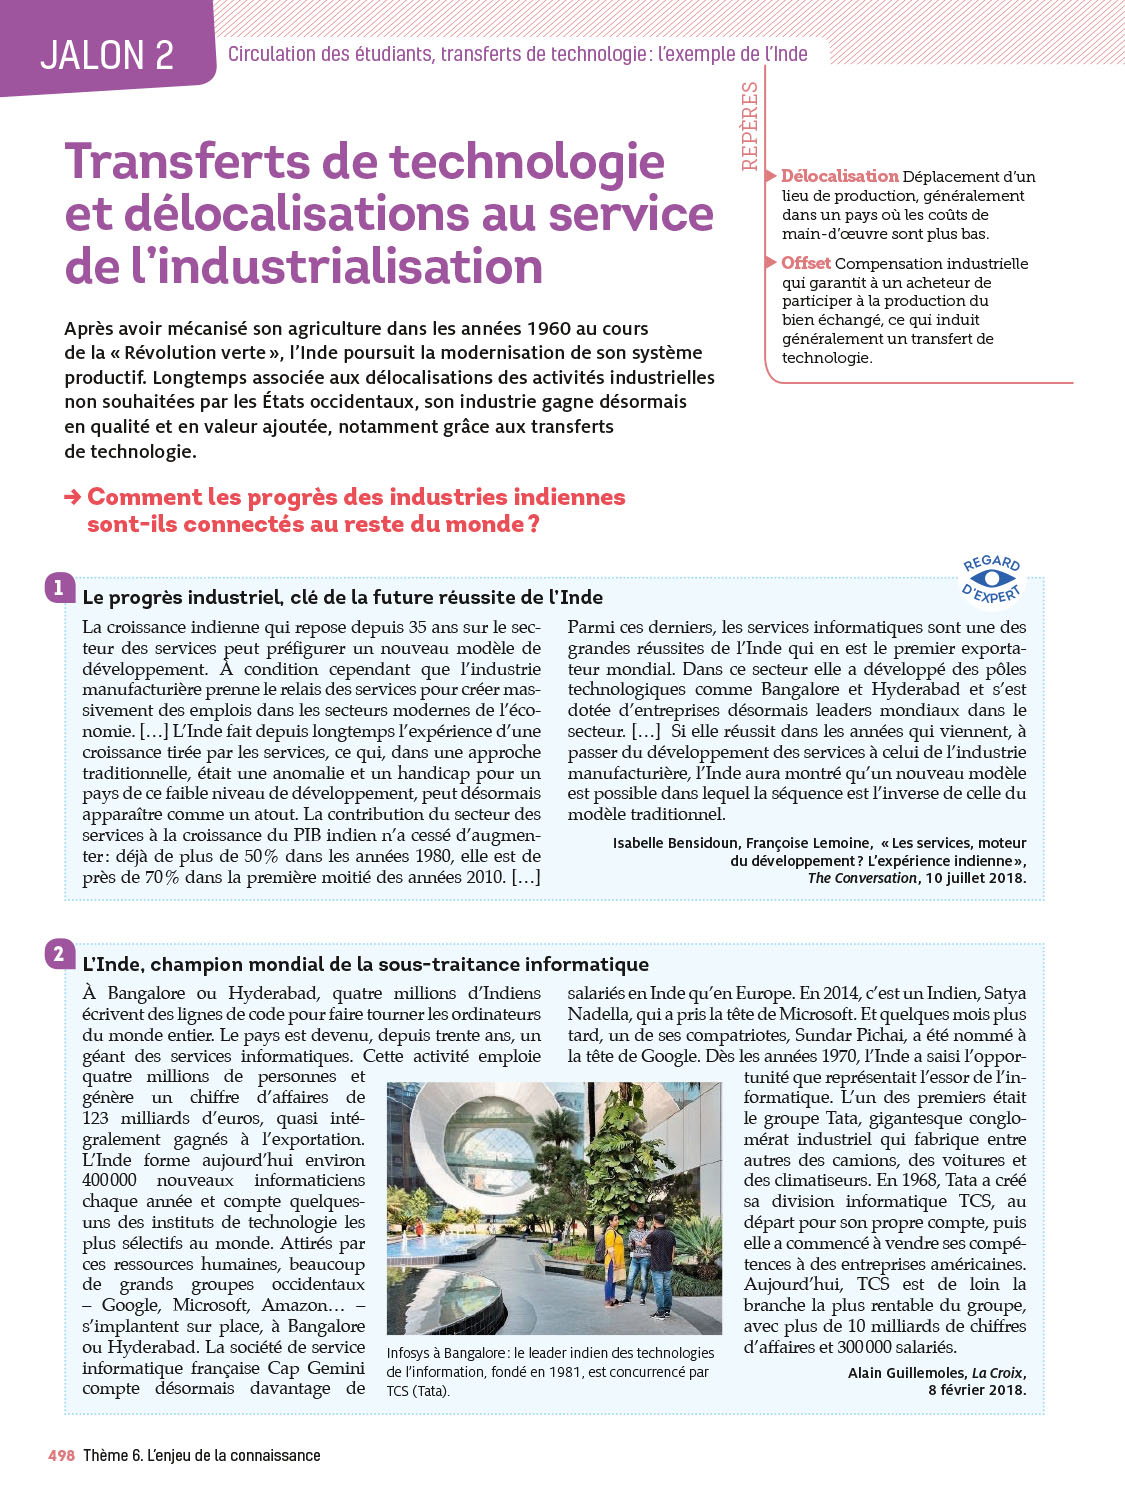 JALON 2
Circulation des étudiants, transferts de technologie : l'exemple de l'Inde
Transferts de technologie
et délocalisations au service
de l'industrialisation
Après avoir mécanisé son agriculture dans les années 1960 au cours
de la « Révolution verte », l'Inde poursuit la modernisation de son système
productif. Longtemps associée aux délocalisations des activités industrielles
non souhaitées par les États occidentaux, son industrie gagne désormais
en qualité et en valeur ajoutée, notamment grâce aux transferts
de technologie.
→ Comment les progrès des industries indiennes
sont-ils connectés au reste du monde ?
REPÈRES
Délocalisation Déplacement d'un
lieu de production, généralement
dans un pays où les coûts de
main-d'œuvre sont plus bas.
Offset Compensation industrielle
qui garantit à un acheteur de
participer à la production du
bien échangé, ce qui induit
généralement un transfert de
technologie.
REGARD
D'EXPERT
1
Le progrès industriel, clé de la future réussite de l'Inde
La croissance indienne qui repose depuis 35 ans sur le sec-
teur des services peut préfigurer un nouveau modèle de
développement. À condition cependant que l'industrie
manufacturière prenne le relais des services pour créer mas-
sivement des emplois dans les secteurs modernes de l'éco-
nomie. […] L'Inde fait depuis longtemps l'expérience d'une
croissance tirée par les services, ce qui, dans une approche
traditionnelle, était une anomalie et un handicap pour un
pays de ce faible niveau de développement, peut désormais
apparaître comme un atout. La contribution du secteur des
services à la croissance du PIB indien n'a cessé d'augmen-
ter : déjà de plus de 50 % dans les années 1980, elle est de
près de 70 % dans la première moitié des années 2010. […]
Parmi ces derniers, les services informatiques sont une des
grandes réussites de l'Inde qui en est le premier exporta-
teur mondial. Dans ce secteur elle a développé des pôles
technologiques comme Bangalore et Hyderabad et s'est
dotée d'entreprises désormais leaders mondiaux dans le
secteur. […] Si elle réussit dans les années qui viennent, à
passer du développement des services à celui de l'industrie
manufacturière, l'Inde aura montré qu'un nouveau modèle
est possible dans lequel la séquence est l'inverse de celle du
modèle traditionnel.
Isabelle Bensidoun, Françoise Lemoine, « Les services, moteur
du développement ? L'expérience indienne »,
The Conversation, 10 juillet 2018.
2
L'Inde, champion mondial de la sous-traitance informatique
À Bangalore ou Hyderabad, quatre millions d'Indiens
écrivent des lignes de code pour faire tourner les ordinateurs
du monde entier. Le pays est devenu, depuis trente ans, un
géant des services informatiques. Cette activité emploie
quatre millions de personnes et
génère un chiffre d'affaires de
123 milliards d'euros, quasi inté-
gralement gagnés à l'exportation.
L'Inde forme aujourd'hui environ
400 000 nouveaux informaticiens
chaque année et compte quelques-
uns des instituts de technologie les
plus sélectifs au monde. Attirés par
ces ressources humaines, beaucoup
de grands groupes occidentaux
– Google, Microsoft, Amazon… –
s'implantent sur place, à Bangalore
ou Hyderabad. La société de service
informatique française Cap Gemini
compte désormais davantage de
salariés en Inde qu'en Europe. En 2014, c'est un Indien, Satya
Nadella, qui a pris la tête de Microsoft. Et quelques mois plus
tard, un de ses compatriotes, Sundar Pichai, a été nommé à
la tête de Google. Dès les années 1970, l'Inde a saisi l'oppor-
tunité que représentait l'essor de l'in-
formatique. L'un des premiers était
le groupe Tata, gigantesque conglo-
mérat industriel qui fabrique entre
autres des camions, des voitures et
des climatiseurs. En 1968, Tata a créé
sa division informatique TCS, au
départ pour son propre compte, puis
elle a commencé à vendre ses compé-
tences à des entreprises américaines.
Aujourd'hui, TCS est de loin la
branche la plus rentable du groupe,
avec plus de 10 milliards de chiffres
d'affaires et 300 000 salariés.
Alain Guillemoles, La Croix,
8 février 2018.
Infosys à Bangalore : le leader indien des technologies
de l'information, fondé en 1981, est concurrencé par
TCS (Tata).
498 Thème 6. L'enjeu de la connaissance